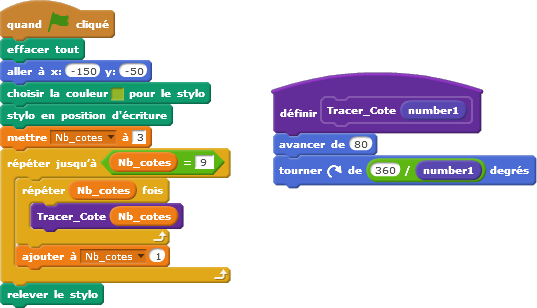 quand cliqué
effacer tout
aller à x: -150 y: -50
choisir la couleur pour le stylo
stylo en position d'écriture
mettre Nb_cotes à 3
répéter jusqu'à Nb_cotes = 9
répéter Nb_cotes fois
Tracer_Cote Nb_cotes
ajouter à Nb_cotes 1
relever le stylo
définir Tracer_Cote number1
avancer de 80
tourner de 360 / number1 degrés